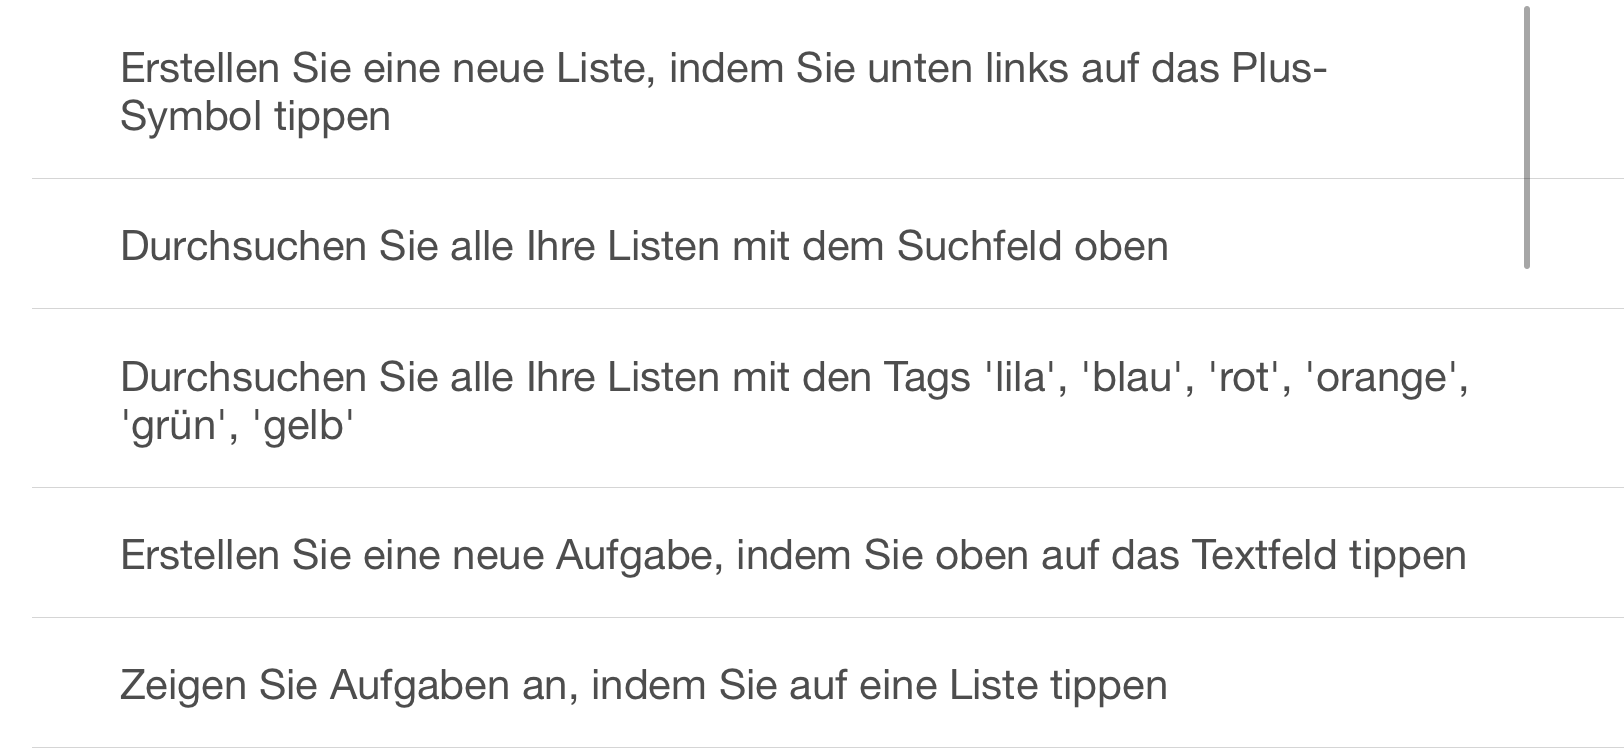 Erstellen Sie eine neue Liste, indem Sie unten links auf das Plus-
Symbol tippen
Durchsuchen Sie alle Ihre Listen mit dem Suchfeld oben
Durchsuchen Sie alle Ihre Listen mit den Tags 'lila', 'blau', 'rot', 'orange',
'grün', 'gelb'
Erstellen Sie eine neue Aufgabe, indem Sie oben auf das Textfeld tippen
Zeigen Sie Aufgaben an, indem Sie auf eine Liste tippen